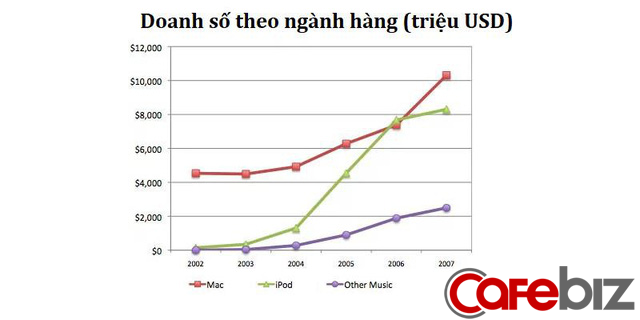 Doanh số theo ngành hàng (triệu USD)
$12,000
$10,000
$8,000
$6,000
$4,000
$2,000
$0
2002 2003 2004 2005 2006 2007
Mac iPod Other Music
Cafebiz